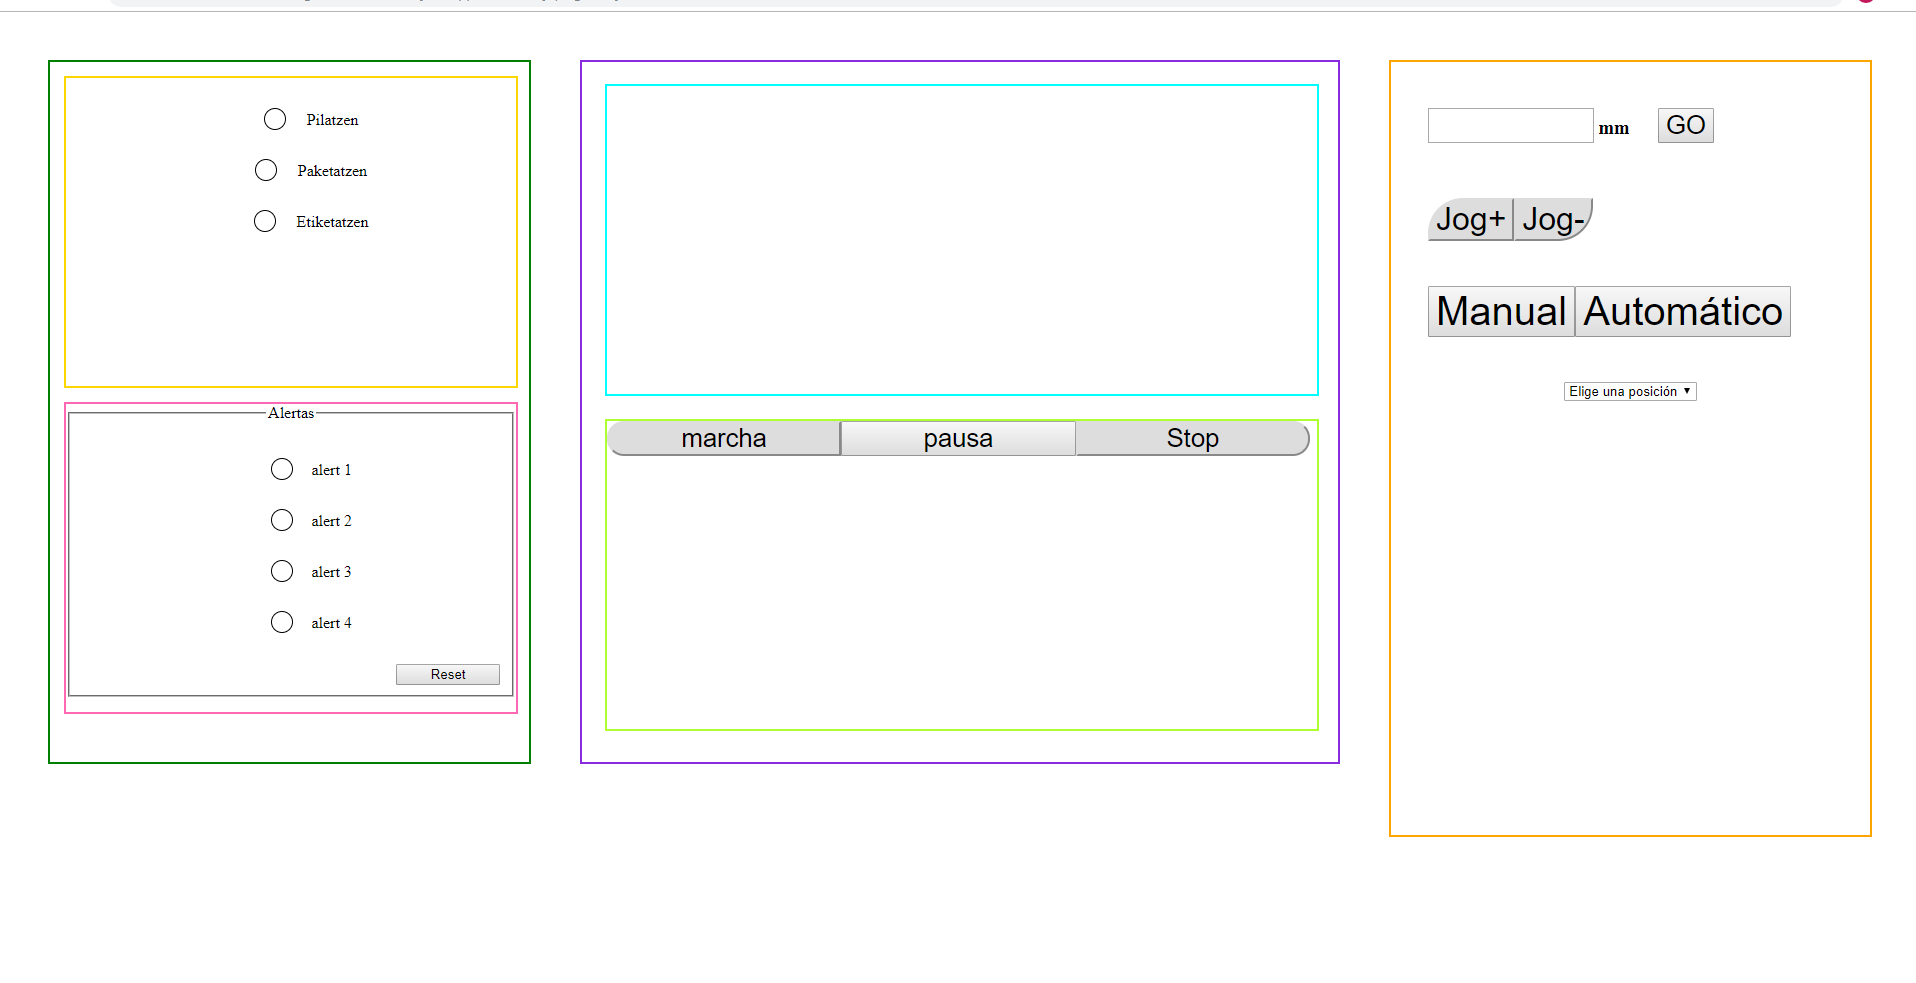 Pilatzen
Paketatzen
Etiketatzen
Alertas
alert 1
alert 2
alert 3
alert 4
Reset
marcha pausa Stop
mm GO
Jog+ Jog-
Manual Automático
Elige una posición